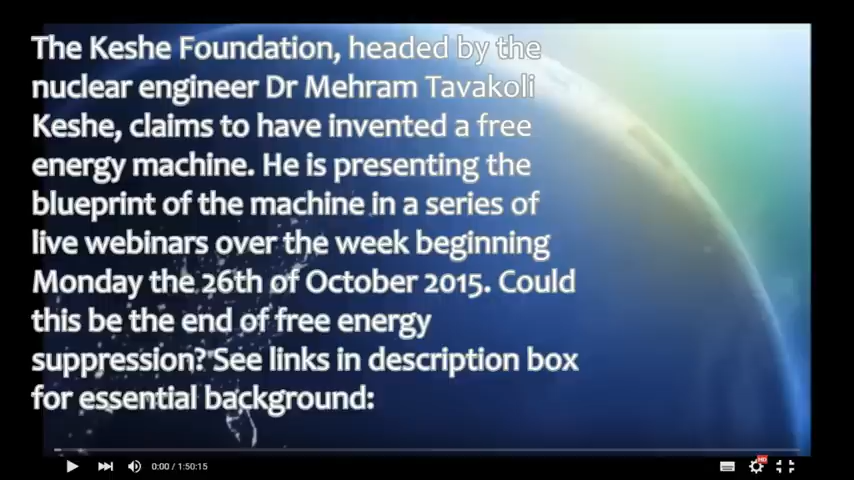 The Keshe Foundation, headed by the
nuclear engineer Dr Mehram Tavakoli
Keshe, claims to have invented a free
energy machine. He is presenting the
blueprint of the machine in a series of
live webinars over the week beginning
Monday the 26th of October 2015. Could
this be the end of free energy
suppression? See links in description box
for essential background:
0:00 / 1:50:15
HD